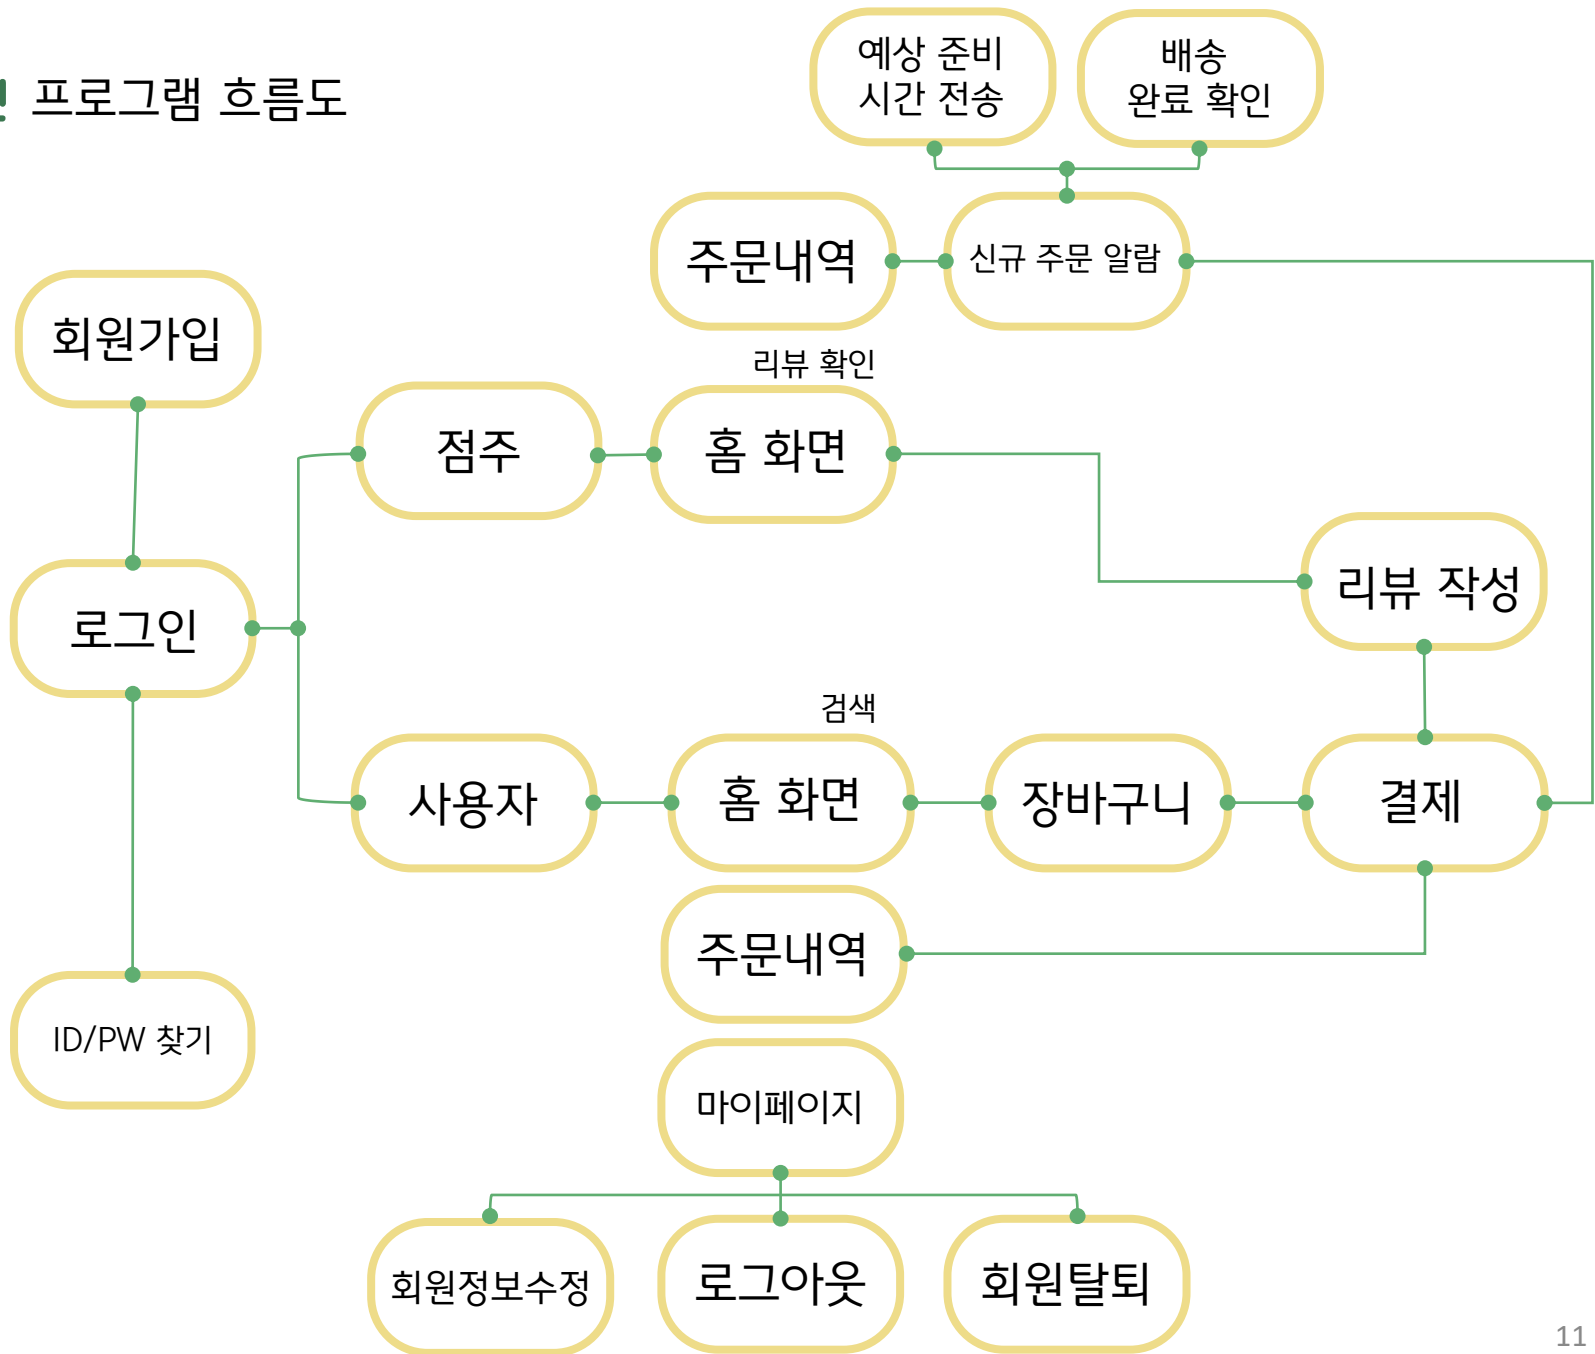 프로그램 흐름도
예상 준비
시간 전송
배송
완료 확인
주문내역
신규 주문 알람
회원가입
리뷰 확인
점주
홈 화면
리뷰 작성
로그인
검색
사용자
홈 화면
장바구니
결제
주문내역
ID/PW 찾기
마이페이지
회원정보수정
로그아웃
회원탈퇴
11